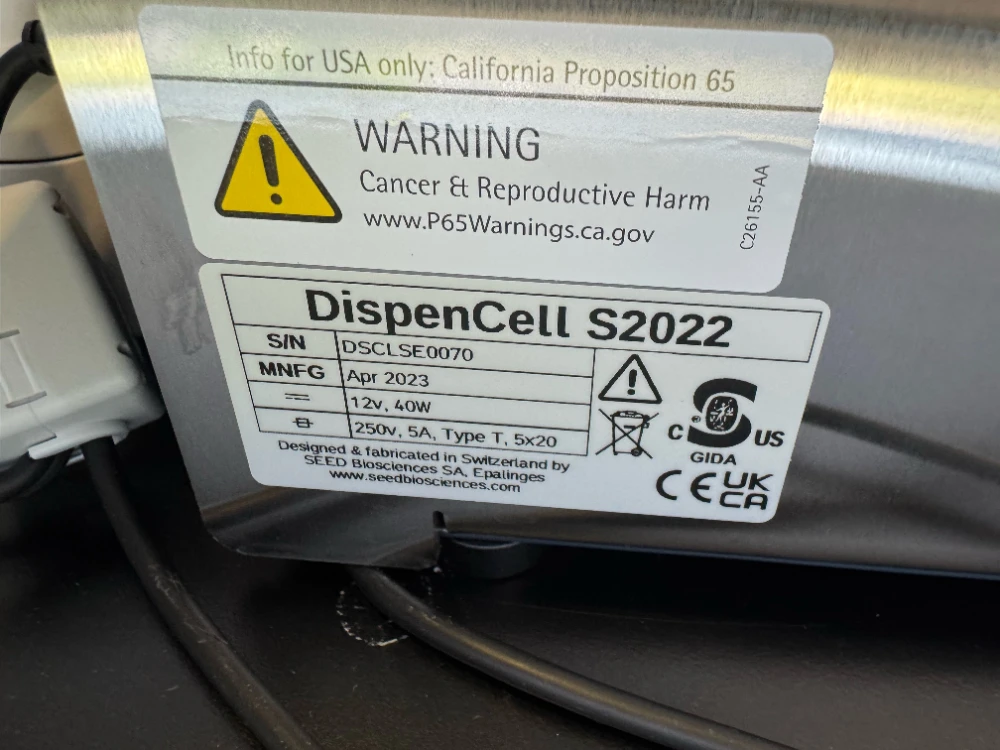 Info for USA only: California Proposition 65
WARNING
Cancer & Reproductive Harm
www.P65Warnings.ca.gov
C26155-AA
DispenCell S2022
S/N DSCLSE0070
MNFG Apr 2023
12v, 40W
250v, 5A, Type T, 5x20
Designed & fabricated in Switzerland by
SEED Biosciences SA, Epalinges
www.seedbiosciences.com
C S US
GIDA
CE UK
CA